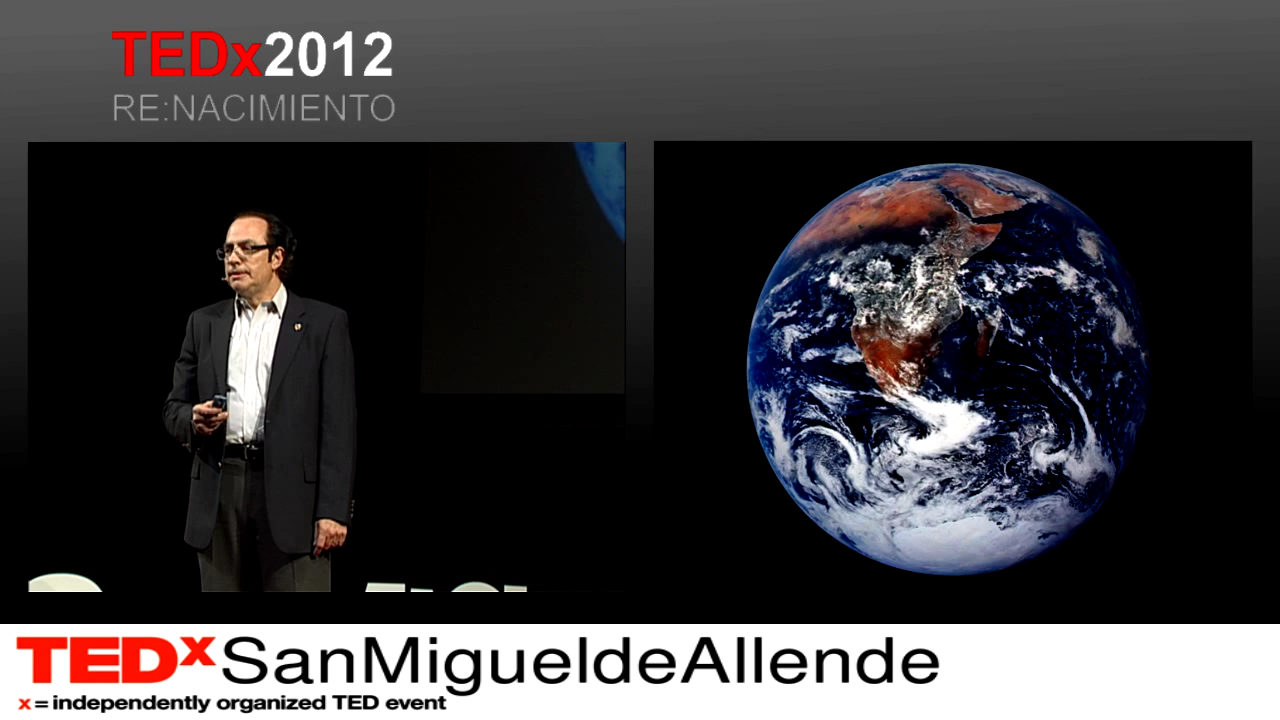 TEDx2012
RE:NACIMIENTO
TEDxSanMigueldeAllende
x = independently organized TED event